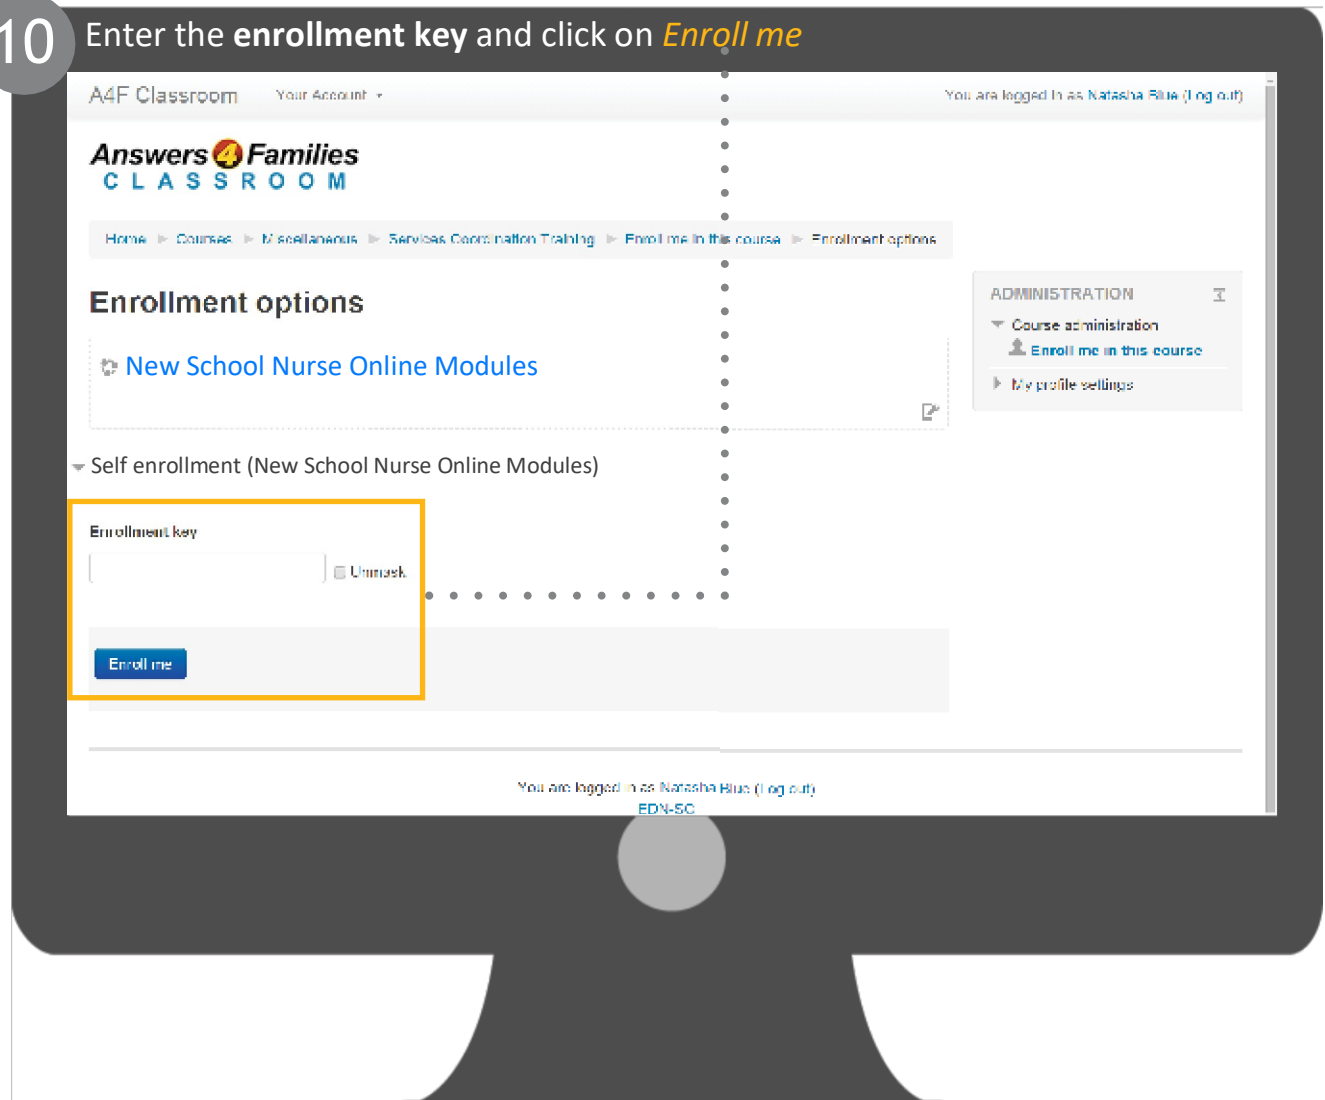 10
Enter the enrollment key and click on Enroll me
A4F Classroom Your Account
You are logged in as Natasha Blue (Log out)
Answers 4 Families
CLASSROOM
Home Courses Miscellaneous Services Coordination Training Enroll me in this course Enrollment options
Enrollment options
New School Nurse Online Modules
ADMINISTRATION
Course administration
Enroll me in this course
My profile settings
Self enrollment (New School Nurse Online Modules)
Enrollment key
Unmask
Enroll me
You are logged in as Natasha Blue (Log out)
EDN-SC